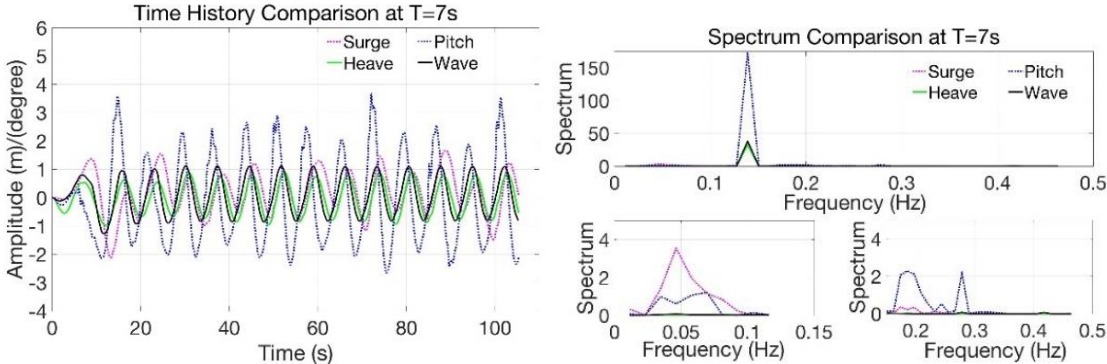 Time History Comparison at T=7s
6
5
4
3
2
1
0
-1
-2
-3
-4
Amplitude (m)/(degree)
Surge Pitch
Heave Wave
0 20 40 60 80 100
Time (s)
Spectrum Comparison at T=7s
150
100
50
0
Spectrum
Surge Pitch
Heave Wave
0 0.1 0.2 0.3 0.4 0.5
Frequency (Hz)
4
2
0
Spectrum
0 0.05 0.1 0.15
Frequency (Hz)
4
2
0
Spectrum
0.2 0.3 0.4
Frequency (Hz)